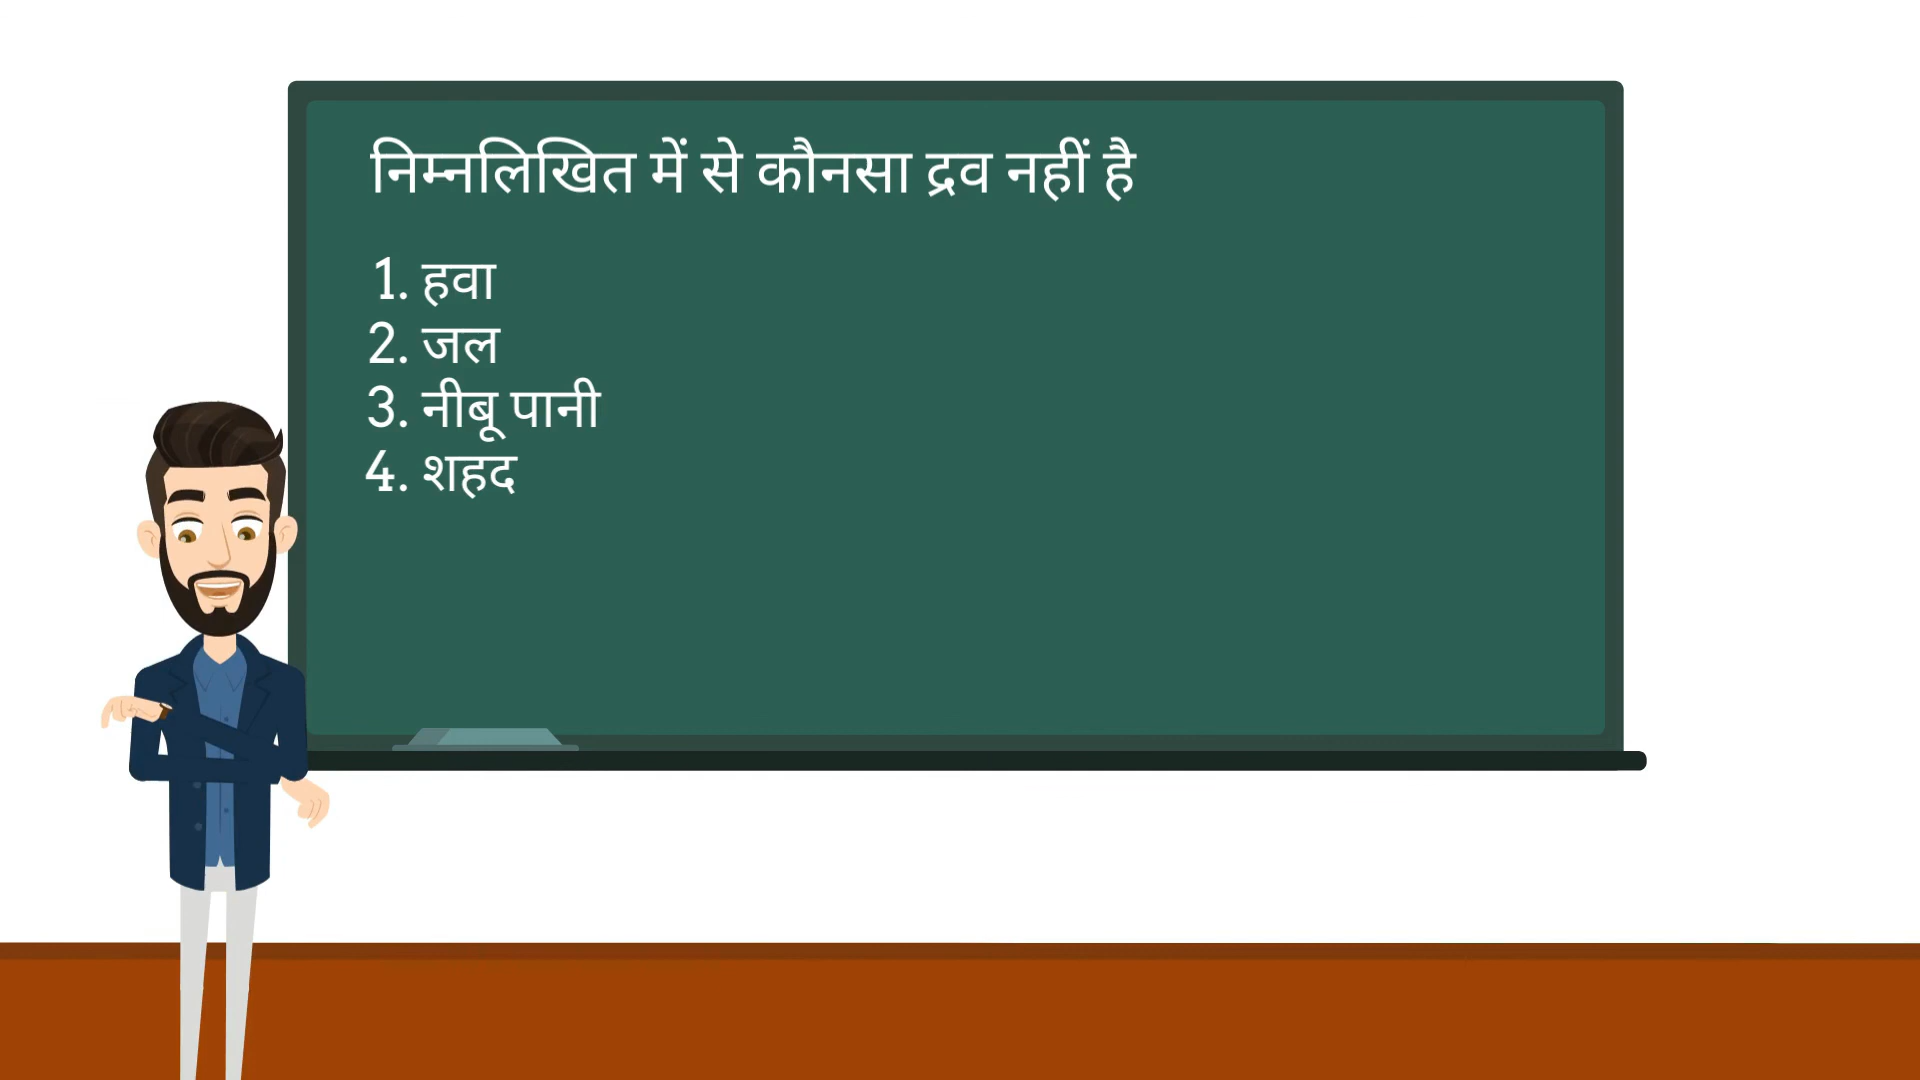 निम्नलिखित में से कौनसा द्रव नहीं है
1. हवा
2. जल
3. नीबू पानी
4. शहद